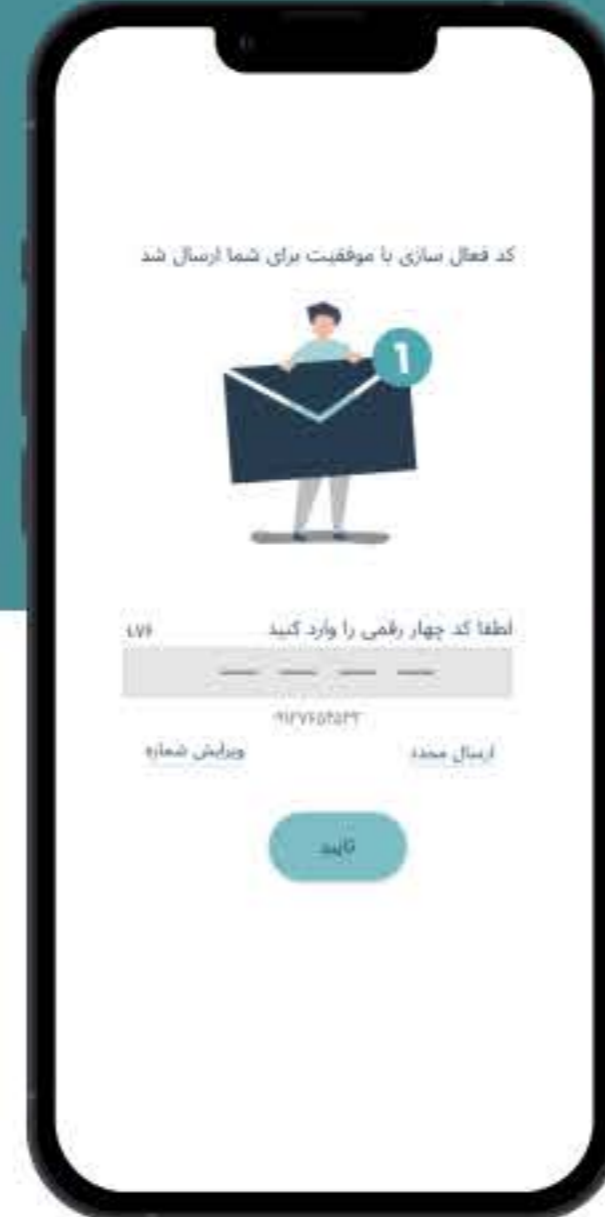 کد فعال سازی با موفقیت برای شما ارسال شد
1
لطفا کد چهار رقمی را وارد کنید
ارسال مجدد ویرایش شماره
تایید